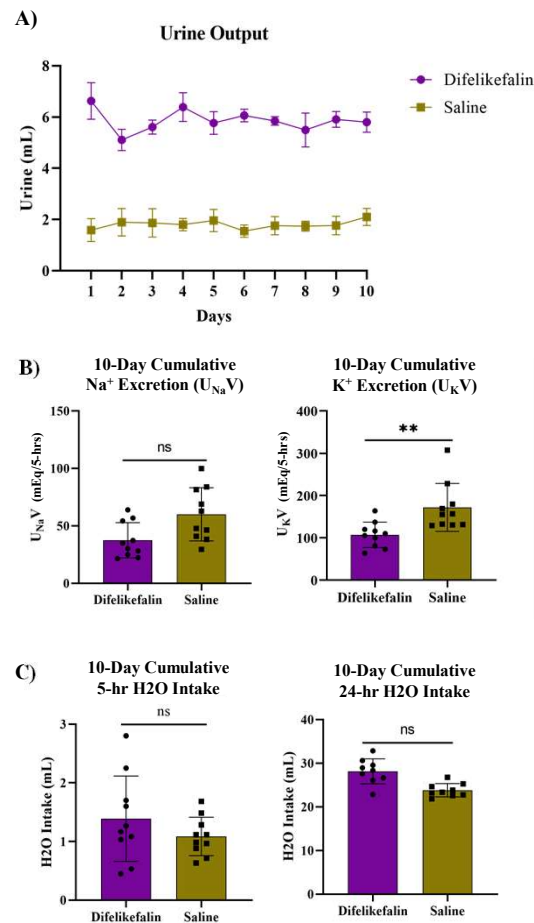 A)
Urine Output
Urine (mL)
8
6
4
2
0
1 2 3 4 5 6 7 8 9 10
Days
Difelikefalin
Saline
B)
10-Day Cumulative
Na⁺ Excretion (U_NaV)
U_NaV (mEq/5-hrs)
150
100
50
0
ns
Difelikefalin Saline
10-Day Cumulative
K⁺ Excretion (U_KV)
U_KV (mEq/5-hrs)
400
300
200
100
0
**
Difelikefalin Saline
C)
10-Day Cumulative
5-hr H2O Intake
H2O Intake (mL)
3
2
1
0
ns
Difelikefalin Saline
10-Day Cumulative
24-hr H2O Intake
H2O Intake (mL)
40
30
20
10
0
ns
Difelikefalin Saline